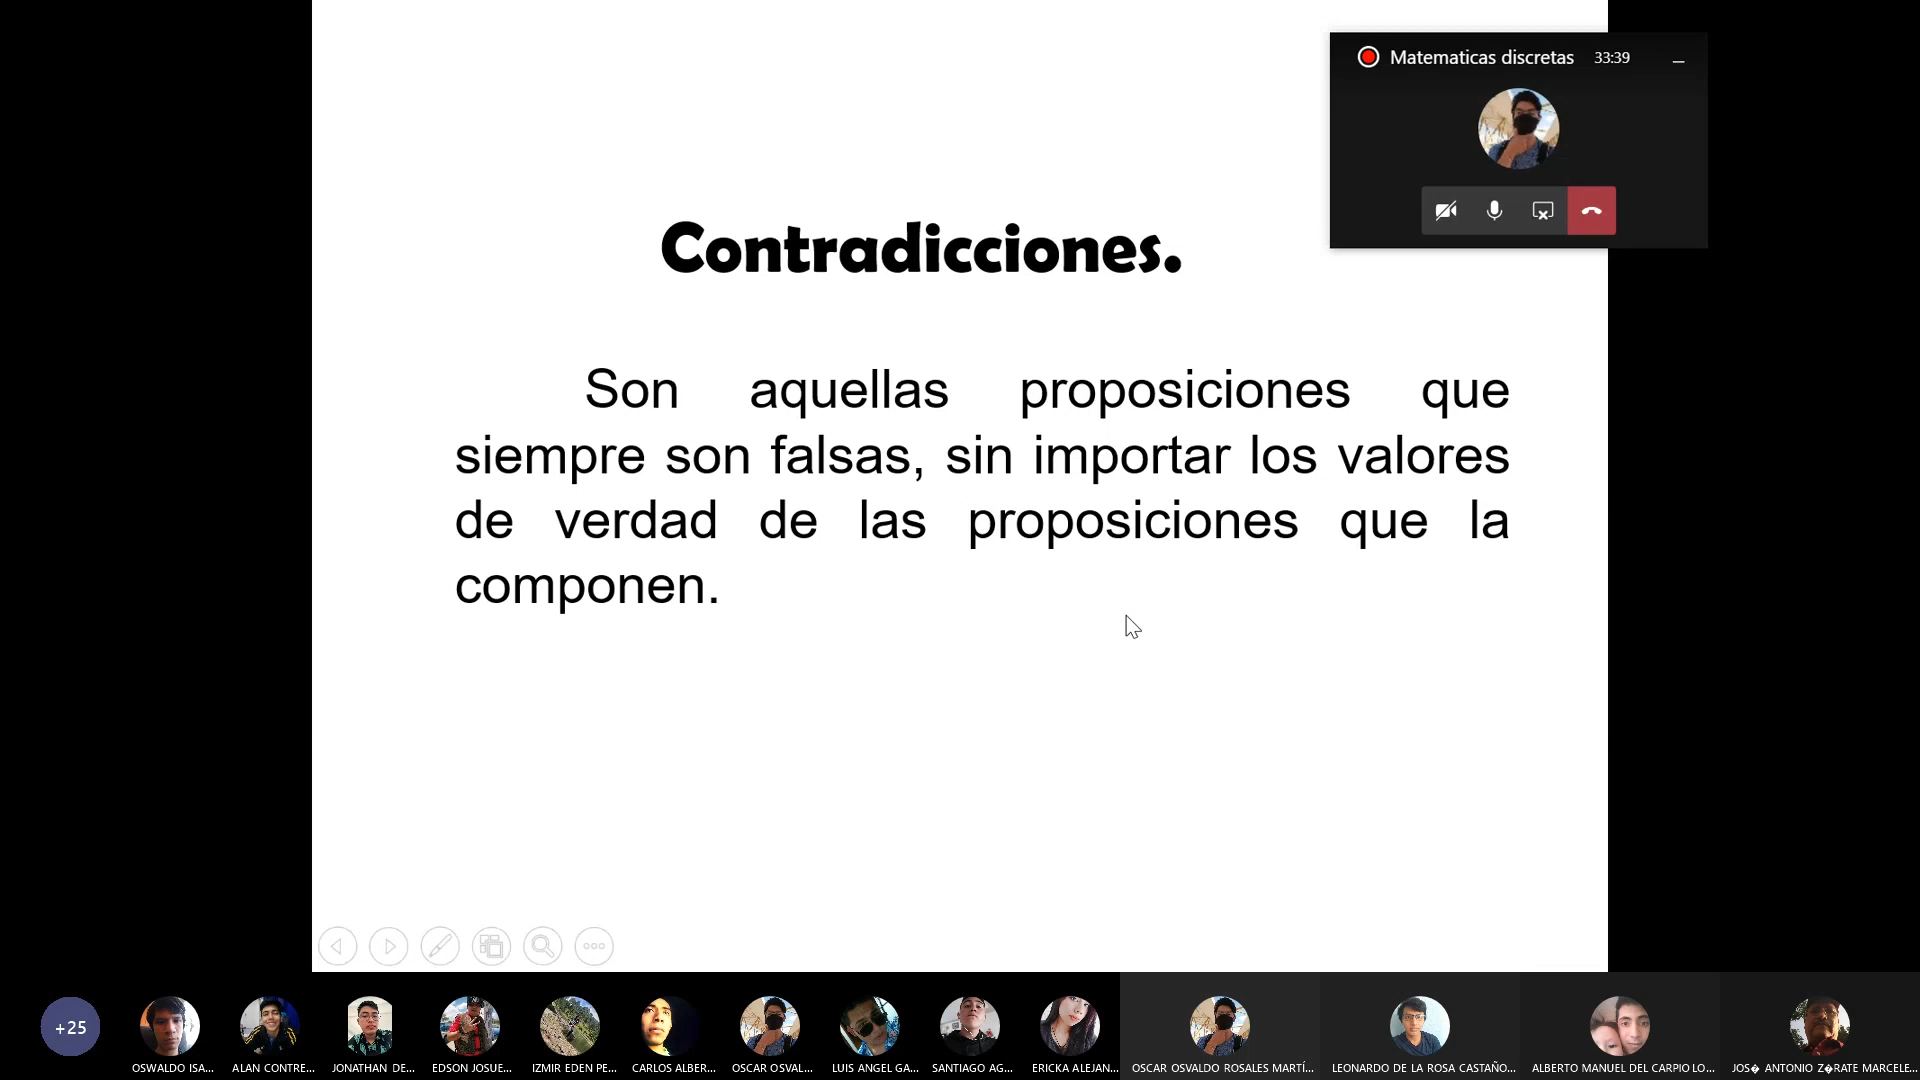 Matematicas discretas 33:39
Contradicciones.
Son aquellas proposiciones que
siempre son falsas, sin importar los valores
de verdad de las proposiciones que la
componen.
+25
OSWALDO ISA...
ALAN CONTRE...
JONATHAN DE...
EDSON JOSUE...
IZMIR EDEN PE...
CARLOS ALBER...
OSCAR OSVAL...
LUIS ANGEL GA...
SANTIAGO AG...
ERICKA ALEJAN...
OSCAR OSVALDO ROSALES MARTÍ...
LEONARDO DE LA ROSA CASTAÑO...
ALBERTO MANUEL DEL CARPIO LO...
JOS� ANTONIO Z�RATE MARCELE...